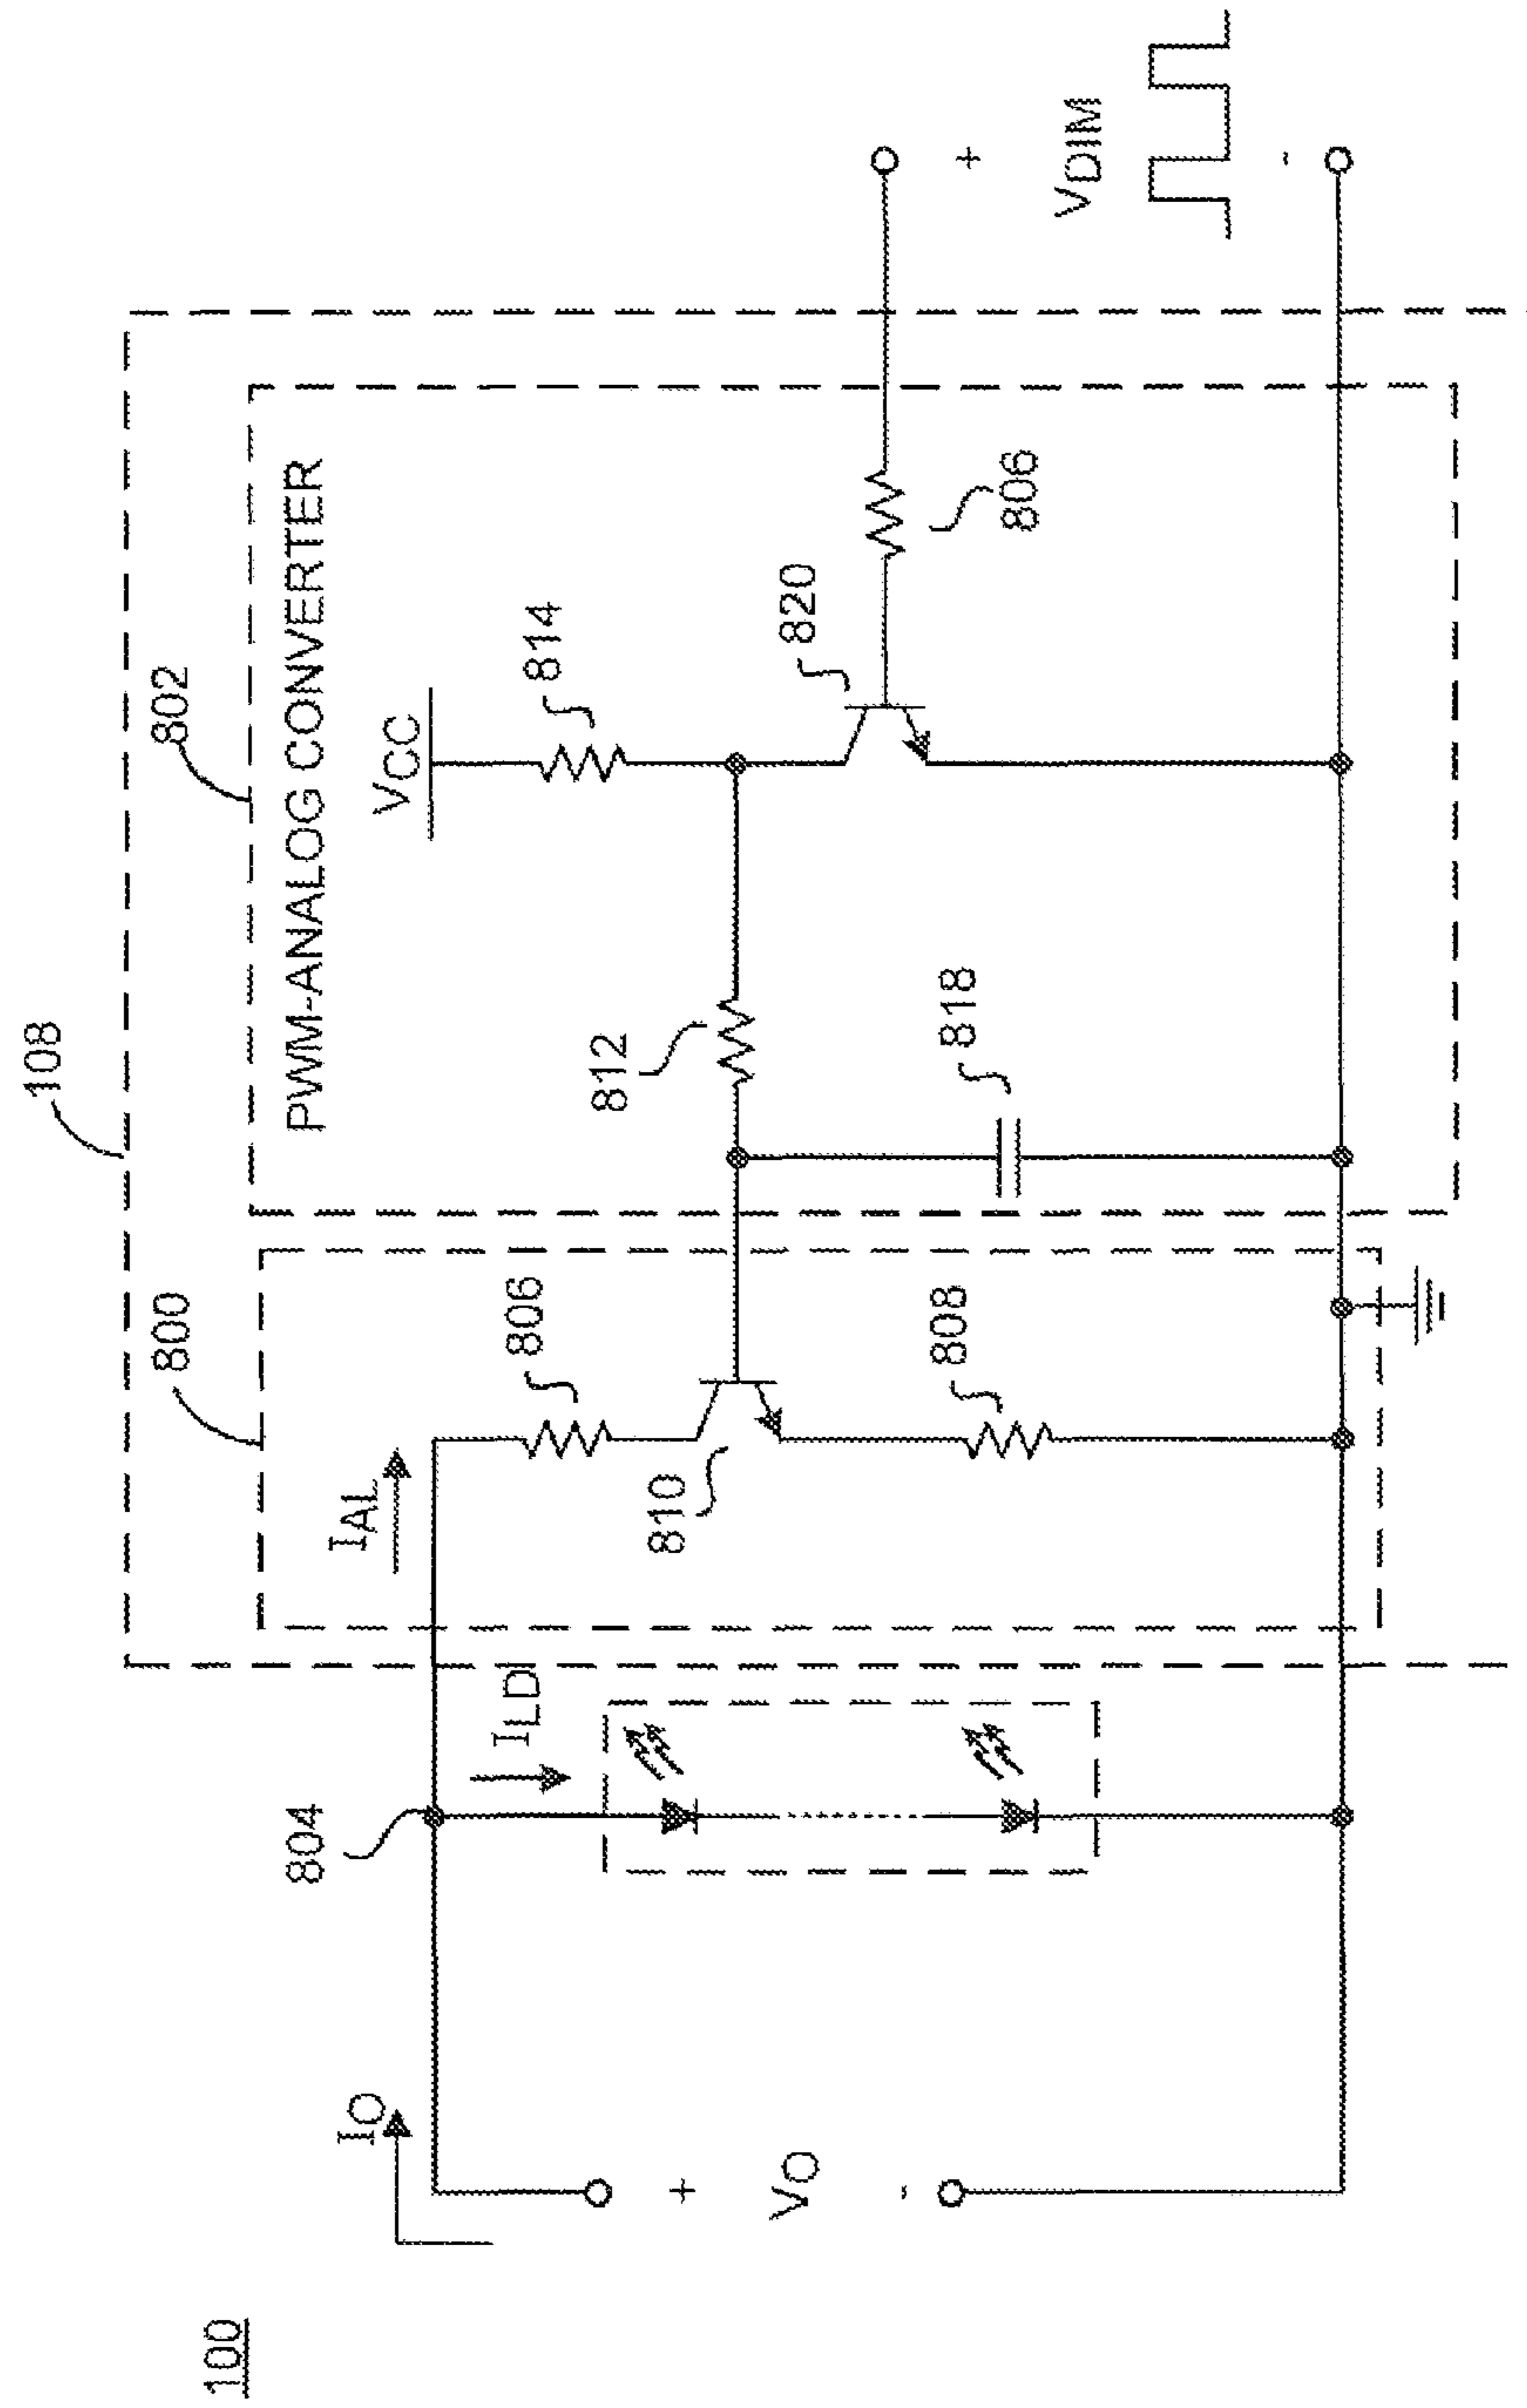 100
108
800
802
PWM-ANALOG CONVERTER
IO
804
ILD
IAL
806
810
808
812
818
VCC
814
820
806
+
VO
-
+
VDIM
-